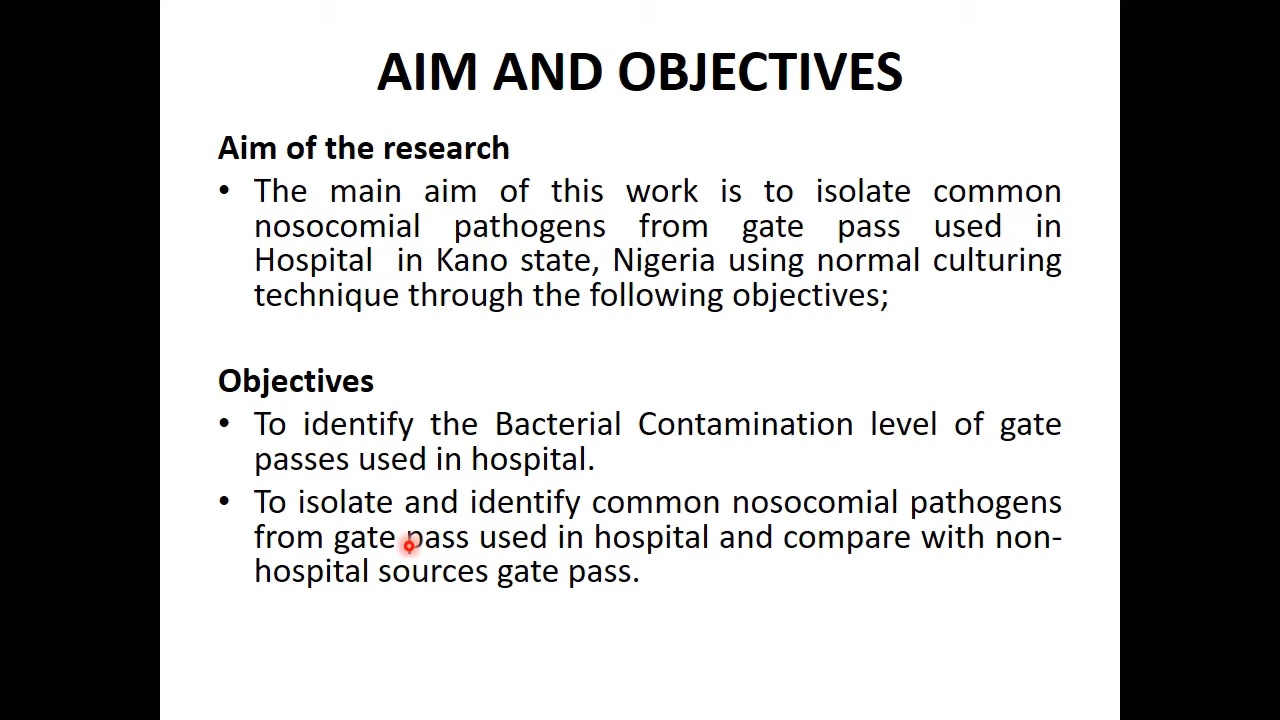 AIM AND OBJECTIVES
Aim of the research
• The main aim of this work is to isolate common
nosocomial pathogens from gate pass used in
Hospital in Kano state, Nigeria using normal culturing
technique through the following objectives;
Objectives
• To identify the Bacterial Contamination level of gate
passes used in hospital.
• To isolate and identify common nosocomial pathogens
from gate pass used in hospital and compare with non-
hospital sources gate pass.